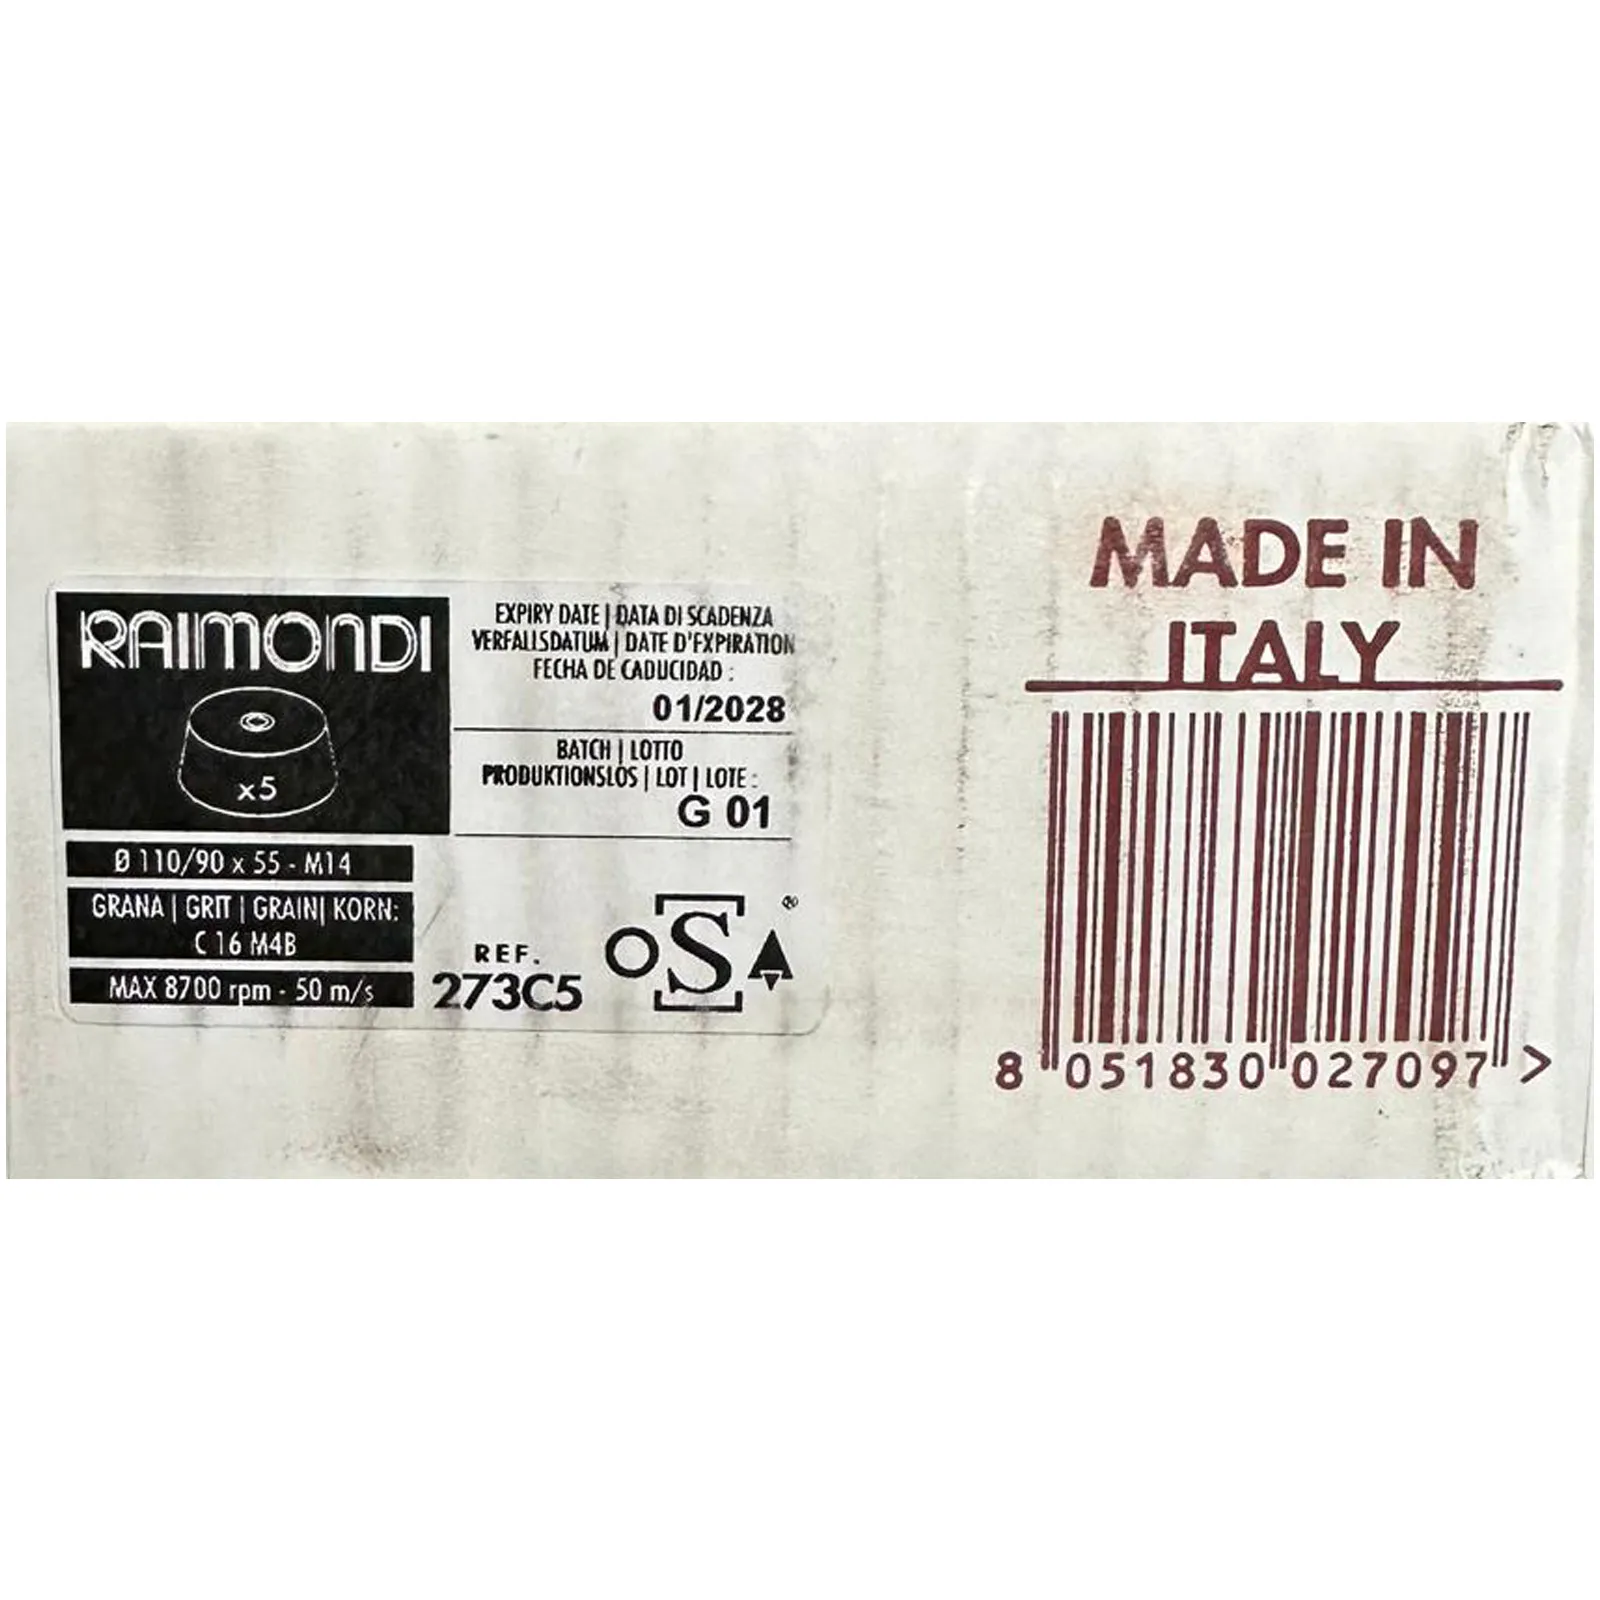 RAIMONDI
x5
Ø 110/90 x 55 - M14
GRANA | GRIT | GRAIN| KORN:
C 16 M4B
MAX 8700 rpm - 50 m/s
EXPIRY DATE | DATA DI SCADENZA
VERFALLSDATUM | DATE D'EXPIRATION
FECHA DE CADUCIDAD :
01/2028
BATCH | LOTTO
PRODUKTIONSLOS | LOT | LOTE :
G 01
REF.
273C5
oSA®
MADE IN
ITALY
8 051830 027097 >